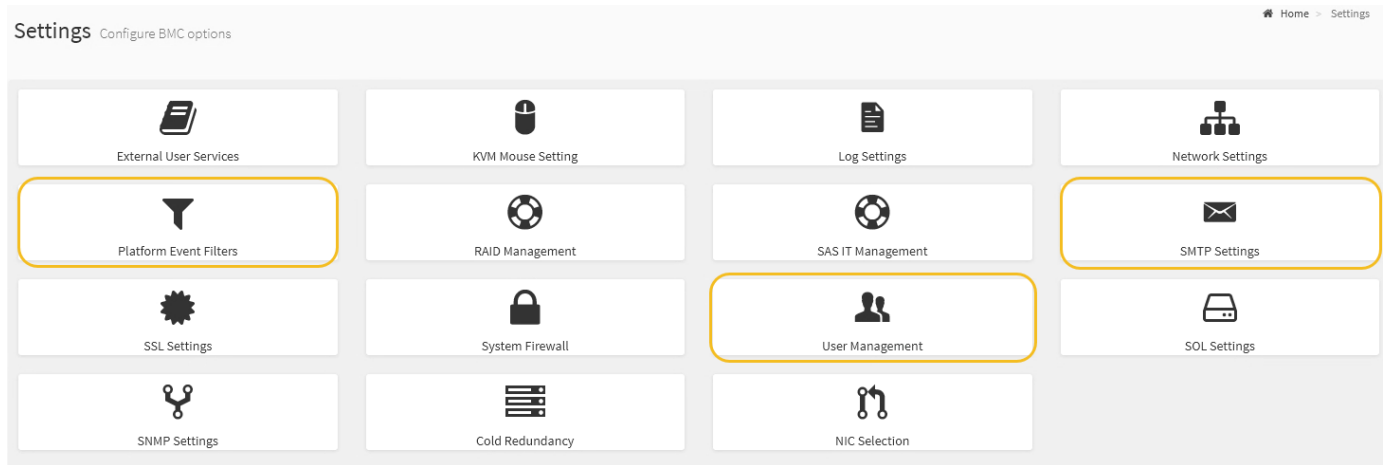 Settings Configure BMC options
Home > Settings
External User Services
KVM Mouse Setting
Log Settings
Network Settings
Platform Event Filters
RAID Management
SAS IT Management
SMTP Settings
SSL Settings
System Firewall
User Management
SOL Settings
SNMP Settings
Cold Redundancy
NIC Selection